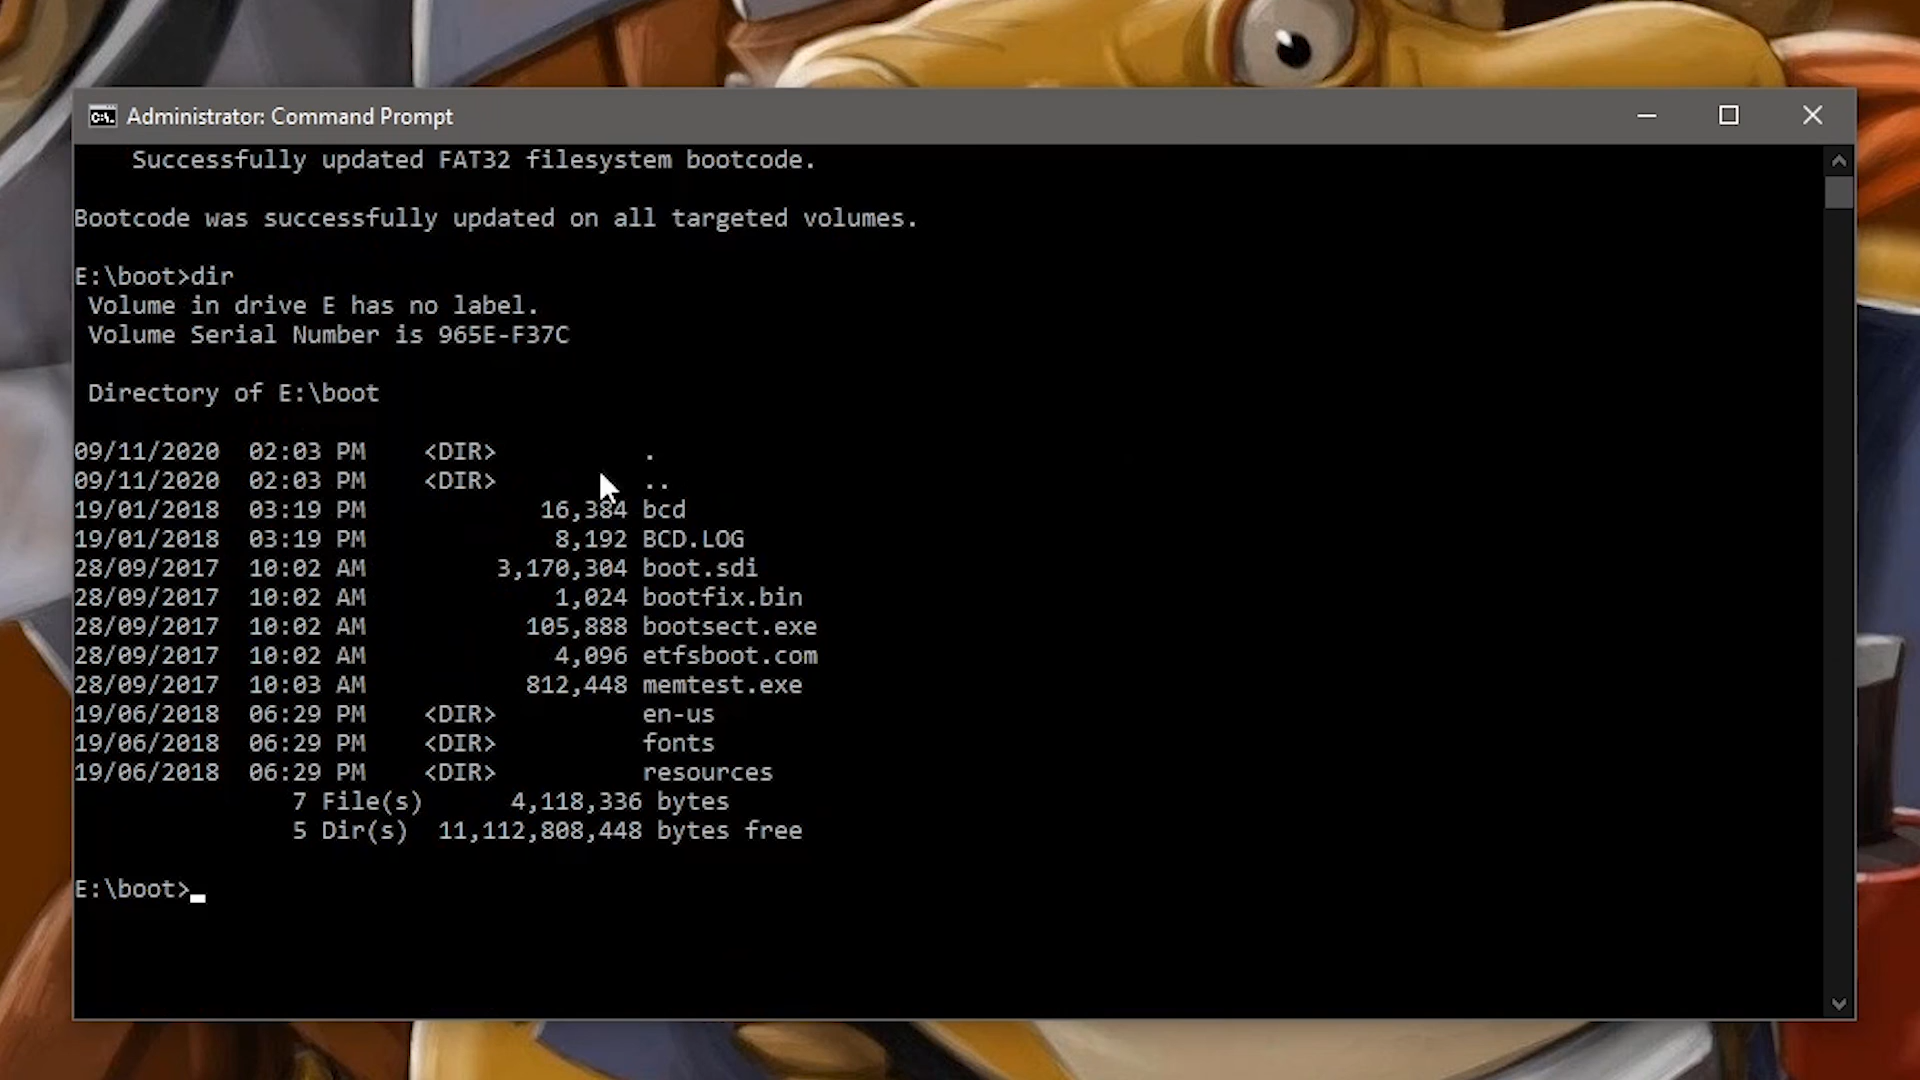 Administrator: Command Prompt
Successfully updated FAT32 filesystem bootcode.
Bootcode was successfully updated on all targeted volumes.
E:\boot>dir
Volume in drive E has no label.
Volume Serial Number is 965E-F37C
Directory of E:\boot
09/11/2020  02:03 PM    <DIR>          .
09/11/2020  02:03 PM    <DIR>          ..
19/01/2018  03:19 PM            16,384 bcd
19/01/2018  03:19 PM             8,192 BCD.LOG
28/09/2017  10:02 AM         3,170,304 boot.sdi
28/09/2017  10:02 AM             1,024 bootfix.bin
28/09/2017  10:02 AM           105,888 bootsect.exe
28/09/2017  10:02 AM             4,096 etfsboot.com
28/09/2017  10:03 AM           812,448 memtest.exe
19/06/2018  06:29 PM    <DIR>          en-us
19/06/2018  06:29 PM    <DIR>          fonts
19/06/2018  06:29 PM    <DIR>          resources
7 File(s)      4,118,336 bytes
5 Dir(s)  11,112,808,448 bytes free
E:\boot>